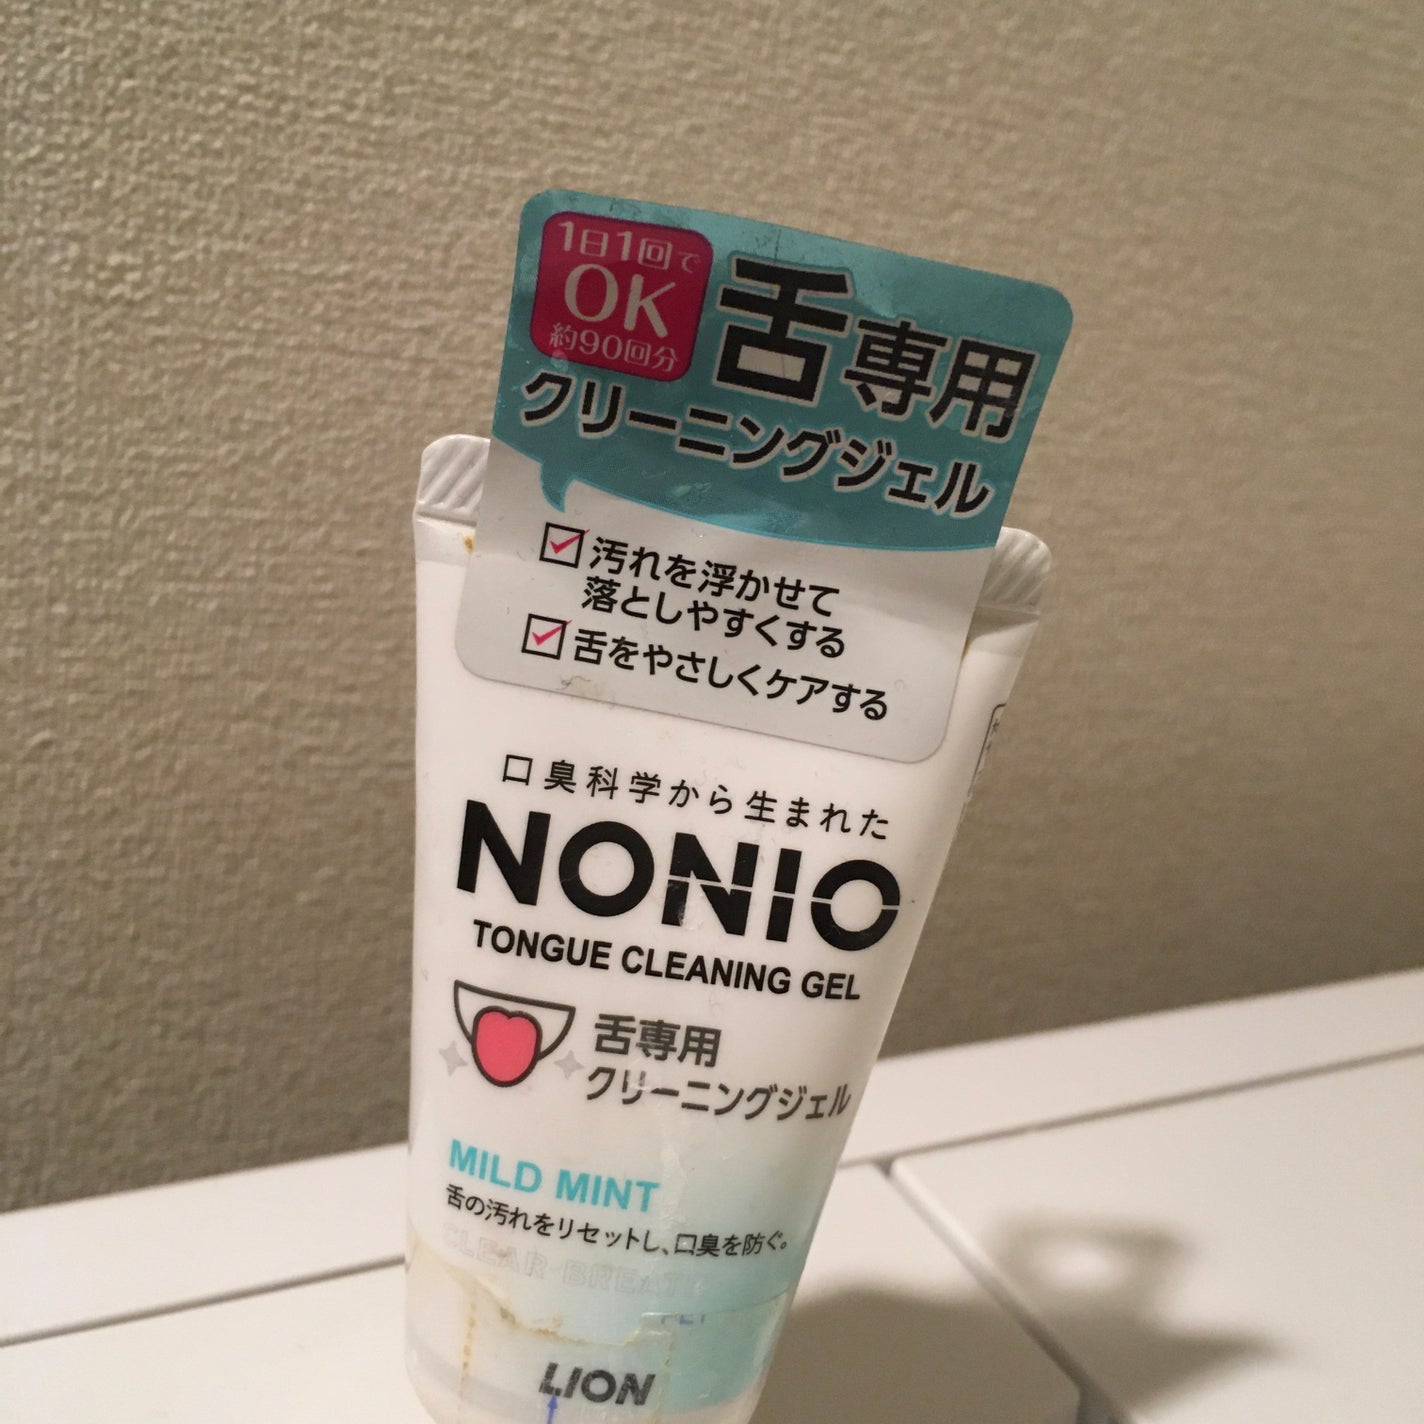 1日1回で
OK
約90回分
舌専用
クリーニングジェル
汚れを浮かせて
落としやすくする
舌をやさしくケアする
口臭科学から生まれた
NONIO
TONGUE CLEANING GEL
舌専用
クリーニングジェル
MILD MINT
舌の汚れをリセットし、口臭を防ぐ。
CLEAR BREATH
LION